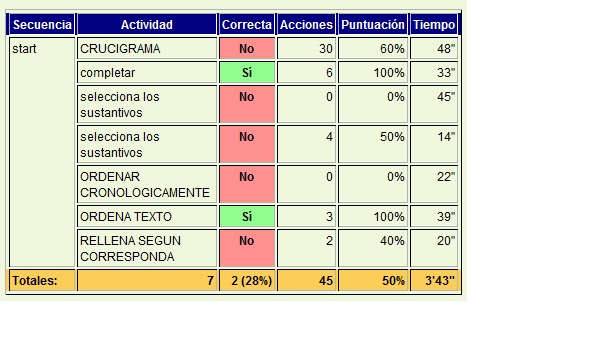 Secuencia Actividad Correcta Acciones Puntuación Tiempo
start CRUCIGRAMA No 30 60% 48"
completar Sí 6 100% 33"
selecciona los No 0 0% 45"
sustantivos
selecciona los No 4 50% 14"
sustantivos
ORDENAR No 0 0% 22"
CRONOLOGICAMENTE
ORDENA TEXTO Sí 3 100% 39"
RELLENA SEGUN No 2 40% 20"
CORRESPONDA
Totales: 7 2 (28%) 45 50% 3'43"